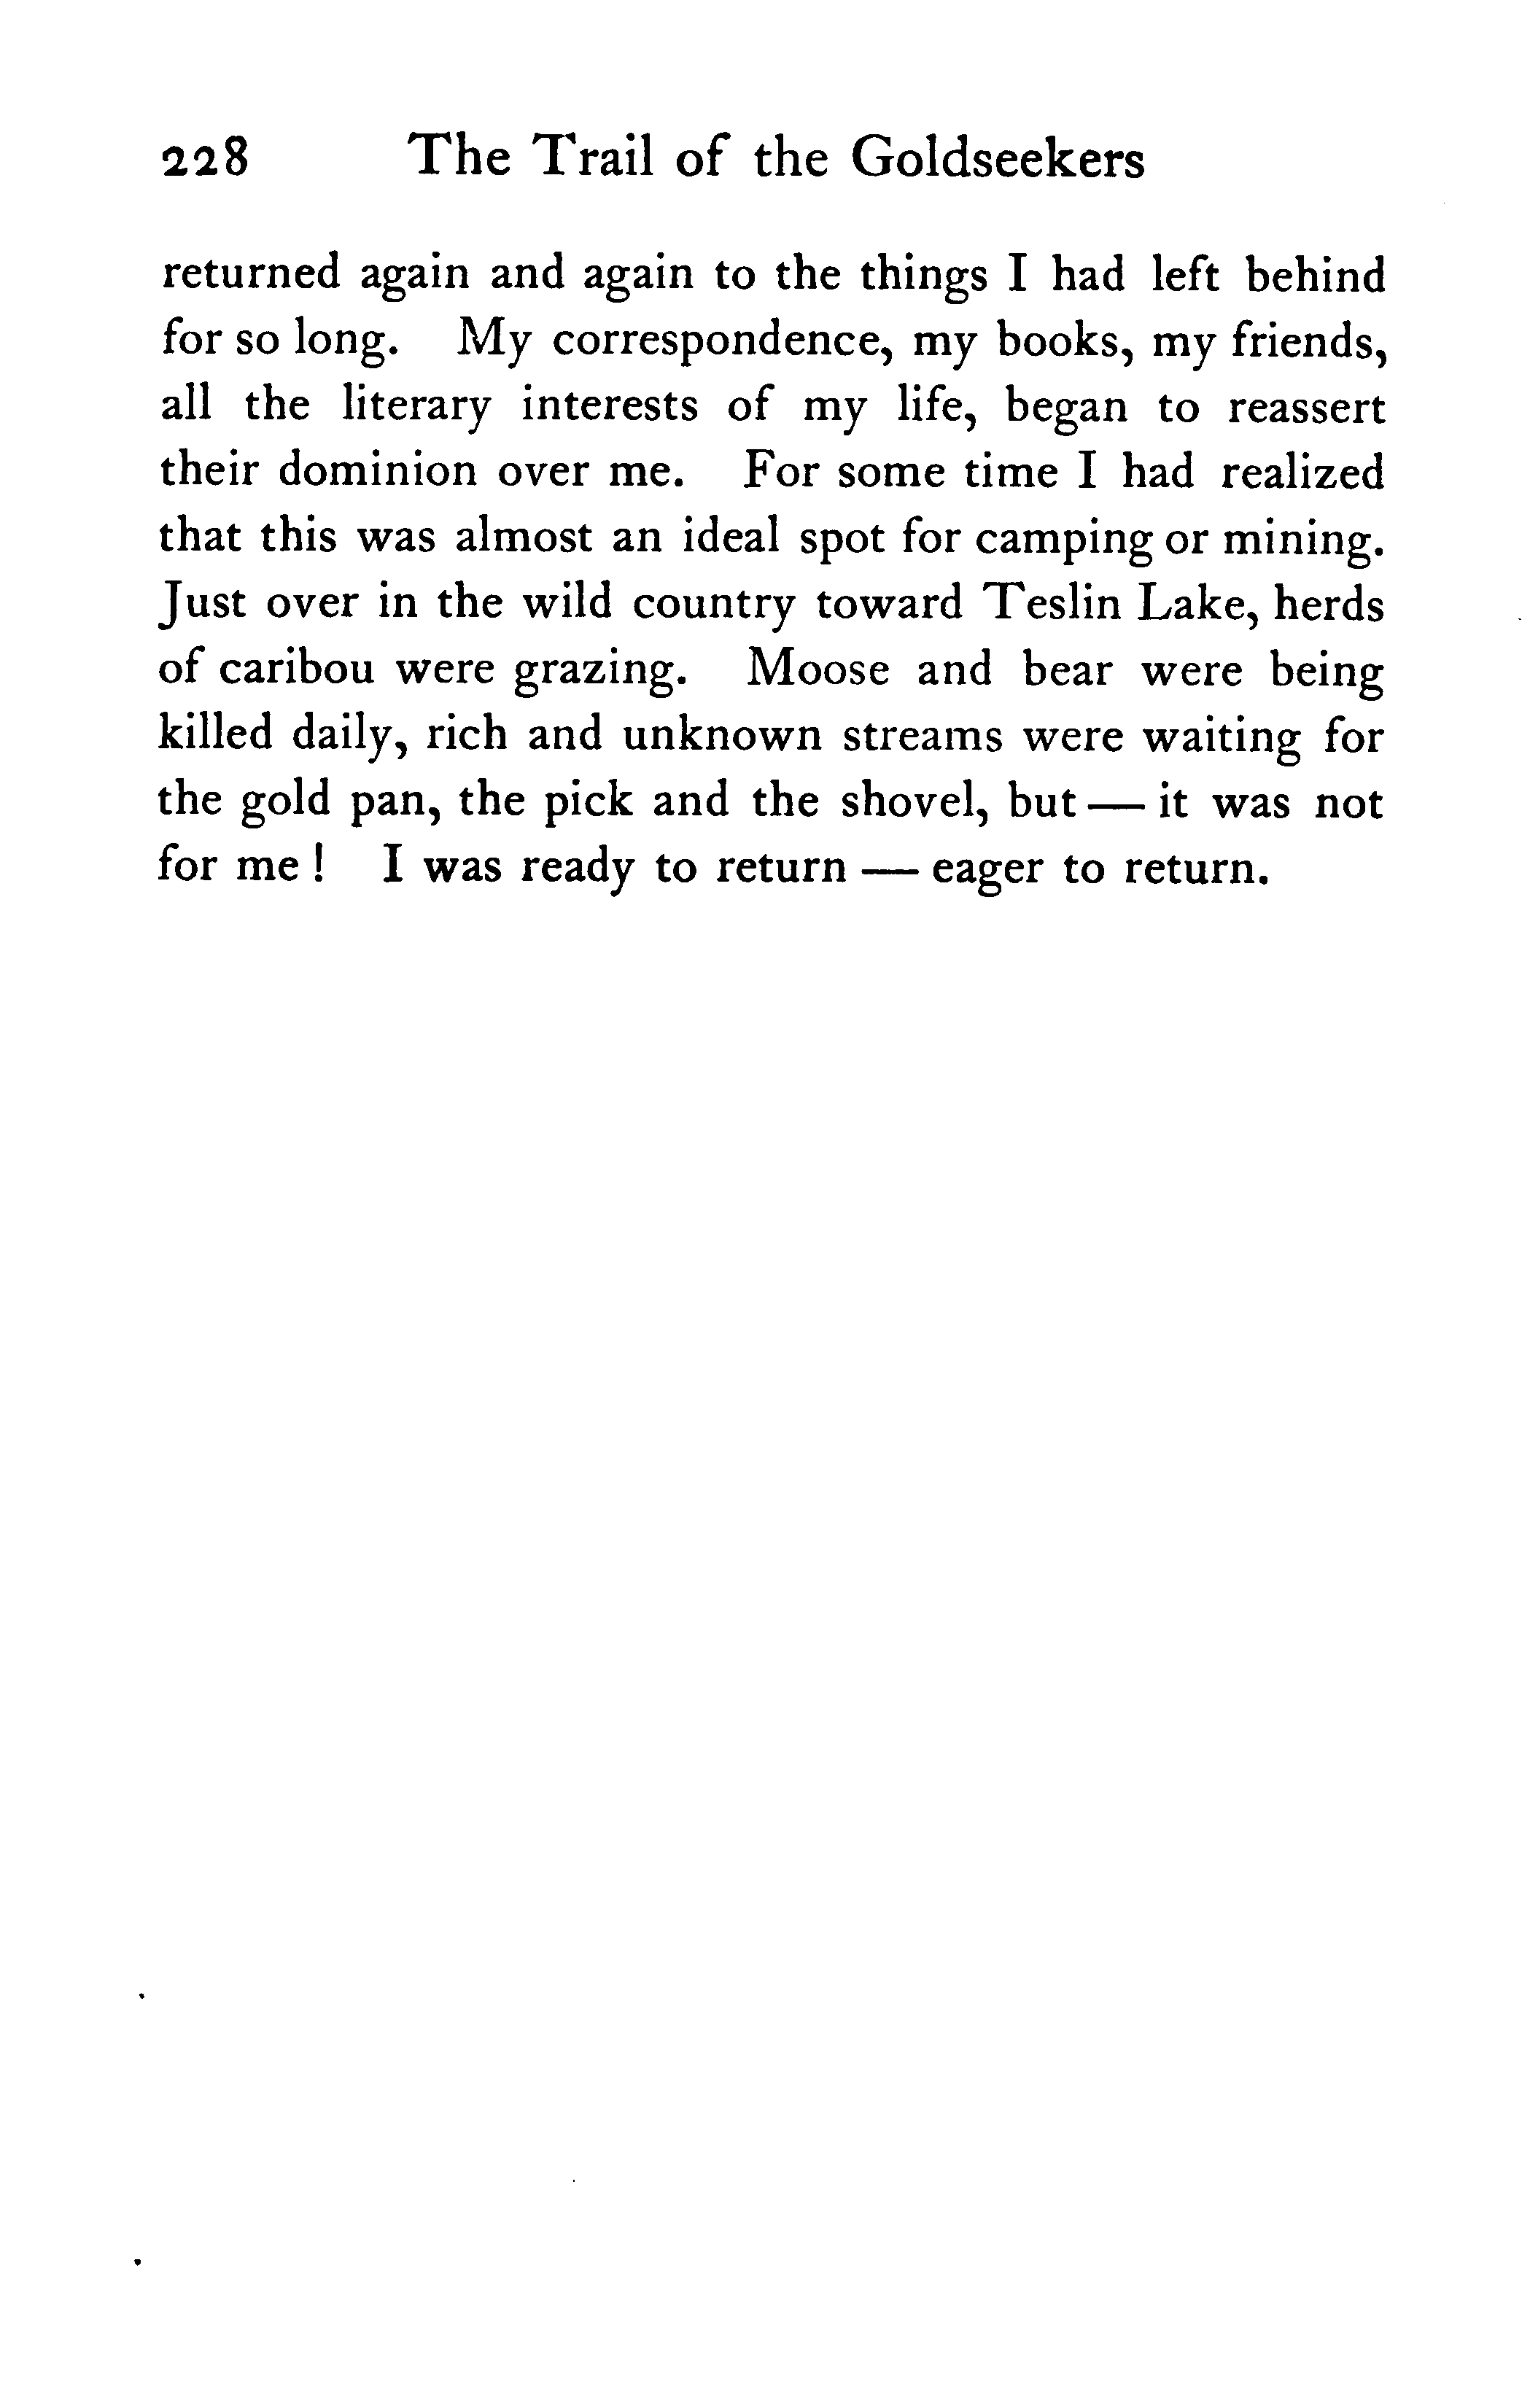 228 The Trail of the Goldseekers
returned again and again to the things I had left behind
for so long. My correspondence, my books, my friends,
all the literary interests of my life, began to reassert
their dominion over me. For some time I had realized
that this was almost an ideal spot for camping or mining.
Just over in the wild country toward Teslin Lake, herds
of caribou were grazing. Moose and bear were being
killed daily, rich and unknown streams were waiting for
the gold pan, the pick and the shovel, but — it was not
for me ! I was ready to return — eager to return.